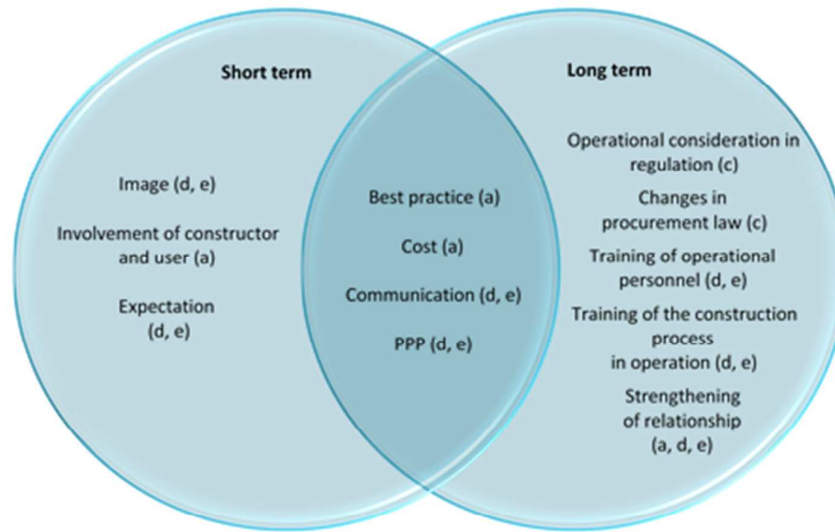 Short term
Image (d, e)
Involvement of constructor
and user (a)
Expectation
(d, e)
Best practice (a)
Cost (a)
Communication (d, e)
PPP (d, e)
Long term
Operational consideration in
regulation (c)
Changes in
procurement law (c)
Training of operational
personnel (d, e)
Training of the construction
process
in operation (d, e)
Strengthening
of relationship
(a, d, e)